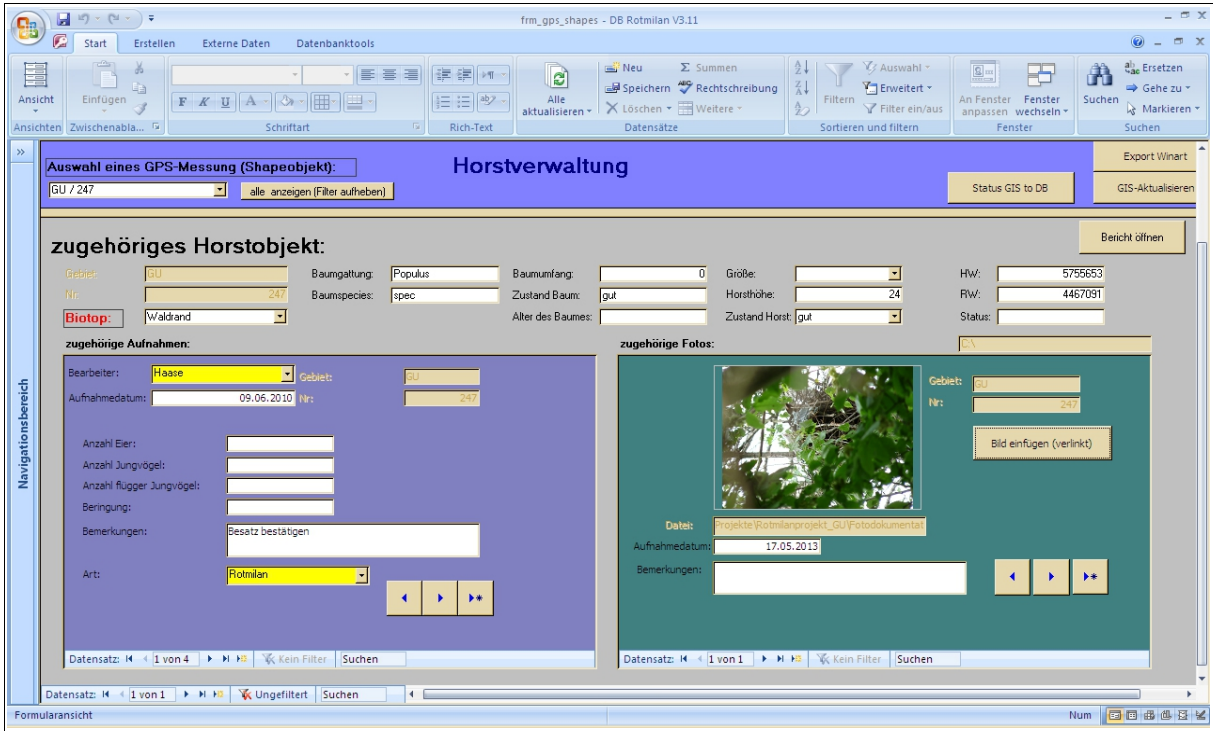 frm_gps_shapes - DB Rotmilan V3.11
Start Erstellen Externe Daten Datenbanktools
Ansicht
Ansichten
Einfügen
Zwischenabla...
F K U A
Schriftart
ab
Rich-Text
Alle
aktualisieren
Neu Σ Summen
Speichern Rechtschreibung
Löschen Weitere
Datensätze
Filtern
Auswahl
Erweitert
Filter ein/aus
Sortieren und filtern
An Fenster anpassen
Fenster wechseln
Fenster
Suchen
Ersetzen
Gehe zu
Markieren
Suchen
Navigationsbereich
Auswahl eines GPS-Messung (Shapeobjekt):
GU / 247
alle anzeigen (Filter aufheben)
Horstverwaltung
Export Winart
Status GIS to DB
GIS-Aktualisieren
Bericht öffnen
zugehöriges Horstobjekt:
Gebiet: GU Baumgattung: Populus Baumumfang: 0 Größe: HW: 5755653
Nr: 247 Baumspecies: spec Zustand Baum: gut Horsthöhe: 24 RW: 4467091
Biotop: Waldrand Alter des Baumes: Zustand Horst: gut Status:
zugehörige Aufnahmen:
Bearbeiter: Haase Gebiet: GU
Aufnahmedatum: 09.06.2010 Nr: 247
Anzahl Eier:
Anzahl Jungvögel:
Anzahl flügger Jungvögel:
Beringung:
Bemerkungen: Besatz bestätigen
Art: Rotmilan
Datensatz: 1 von 4 Kein Filter Suchen
zugehörige Fotos: C:\
Gebiet: GU
Nr: 247
Bild einfügen (verlinkt)
Datei: Projekte\Rotmilanprojekt_GU\Fotodokumentat
Aufnahmedatum: 17.05.2013
Bemerkungen:
Datensatz: 1 von 1 Kein Filter Suchen
Datensatz: 1 von 1 Ungefiltert Suchen
Formularansicht Num